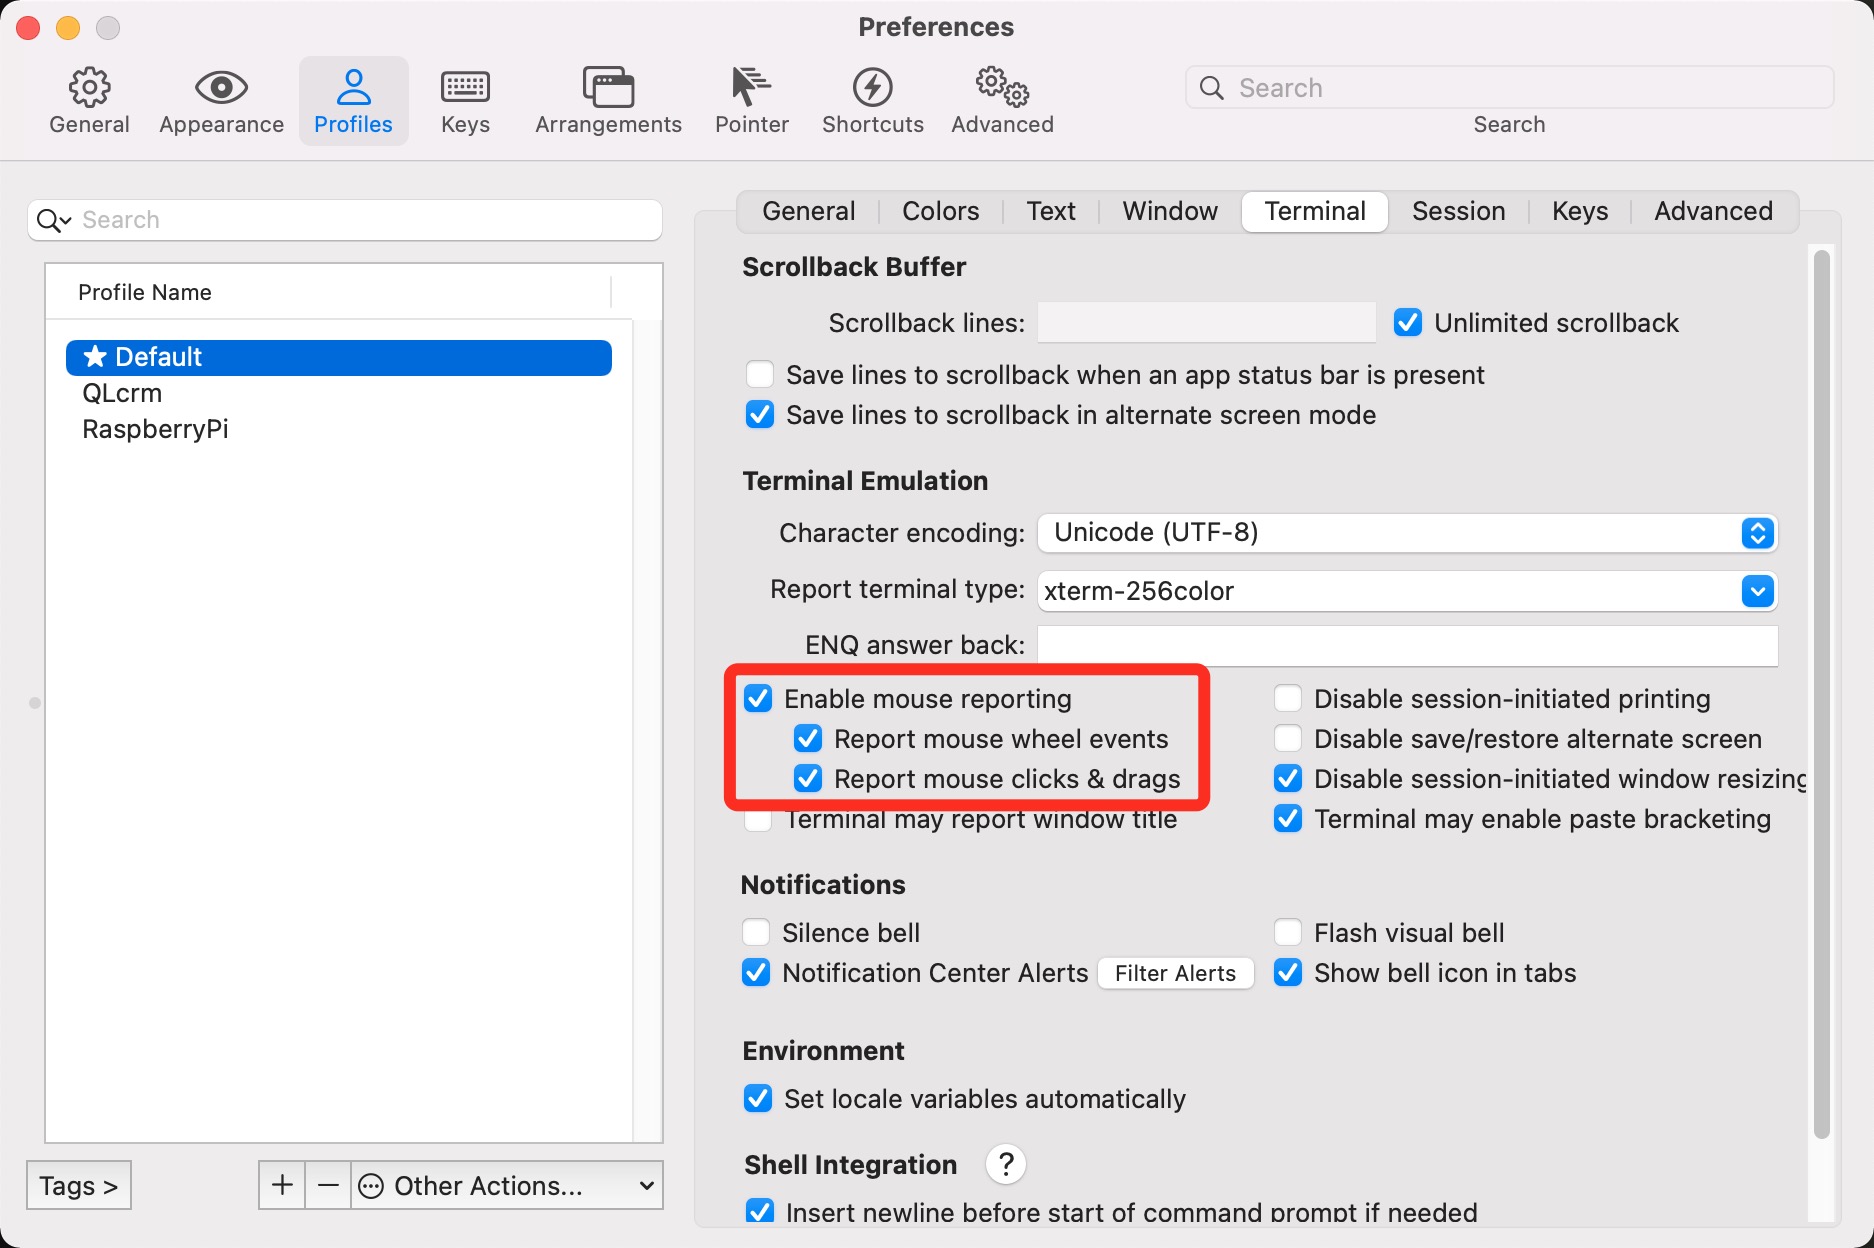 Preferences
General
Appearance
Profiles
Keys
Arrangements
Pointer
Shortcuts
Advanced
Search
Search
Search
Profile Name
★ Default
QLcrm
RaspberryPi
Tags >
+
−
Other Actions...
General
Colors
Text
Window
Terminal
Session
Keys
Advanced
Scrollback Buffer
Scrollback lines:
Unlimited scrollback
Save lines to scrollback when an app status bar is present
Save lines to scrollback in alternate screen mode
Terminal Emulation
Character encoding: Unicode (UTF-8)
Report terminal type: xterm-256color
ENQ answer back:
Enable mouse reporting
Report mouse wheel events
Report mouse clicks & drags
Terminal may report window title
Disable session-initiated printing
Disable save/restore alternate screen
Disable session-initiated window resizing
Terminal may enable paste bracketing
Notifications
Silence bell
Flash visual bell
Notification Center Alerts
Filter Alerts
Show bell icon in tabs
Environment
Set locale variables automatically
Shell Integration ?
Insert newline before start of command prompt if needed